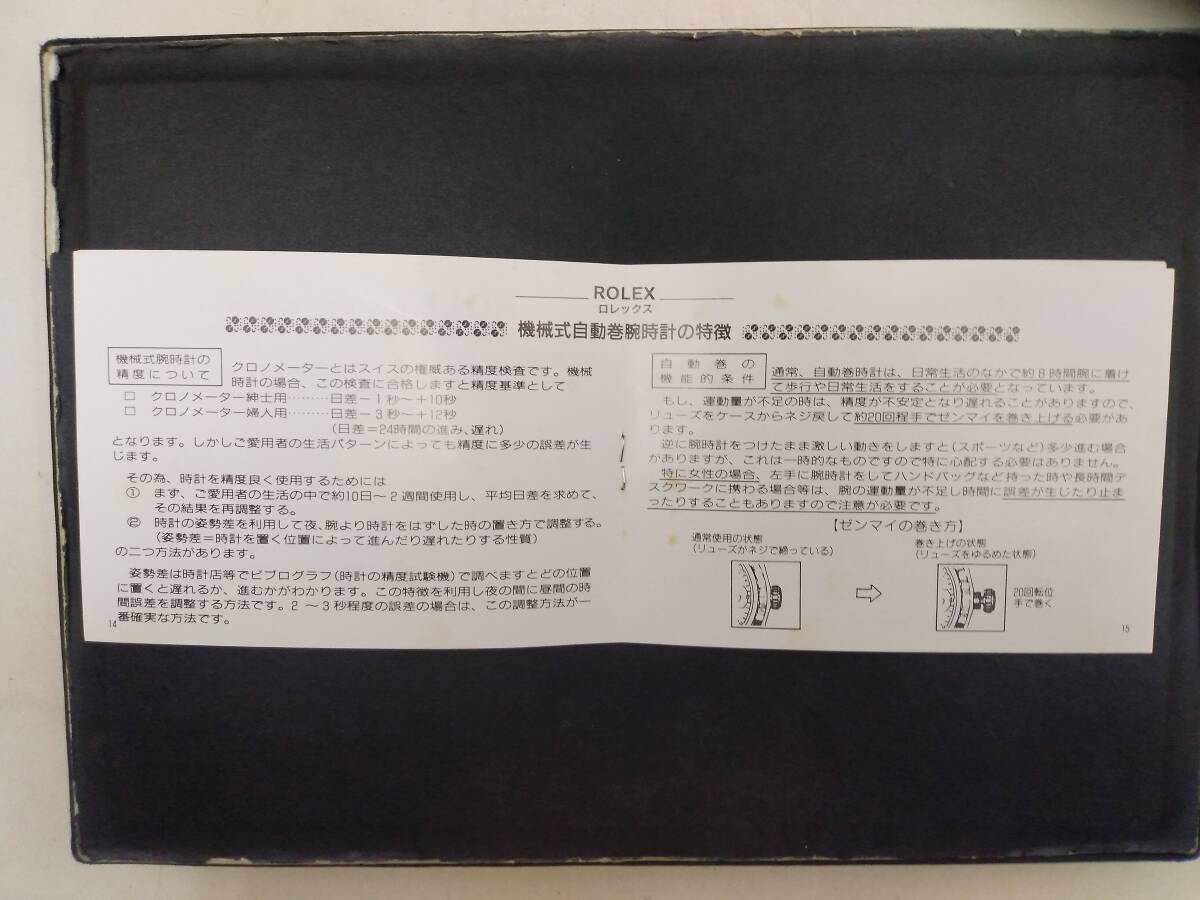 ROLEX
ロレックス
機械式自動巻腕時計の特徴
機械式腕時計の
精度について
クロノメーターとはスイスの権威ある精度検査です。機械
時計の場合、この検査に合格しますと精度基準として
□ クロノメーター紳士用………日差－1秒～＋10秒
□ クロノメーター婦人用………日差－3秒～＋12秒
(日差＝24時間の進み、遅れ)
となります。しかしご愛用者の生活パターンによっても精度に多少の誤差が生
じます。
その為、時計を精度良く使用するためには
① まず、ご愛用者の生活の中で約10日～2週間使用し、平均日差を求めて、
その結果を再調整する。
② 時計の姿勢差を利用して夜、腕より時計をはずした時の置き方で調整する。
(姿勢差＝時計を置く位置によって進んだり遅れたりする性質)
の二つ方法があります。
姿勢差は時計店等でビブログラフ(時計の精度試験機)で調べますとどの位置
に置くと遅れるか、進むかがわかります。この特徴を利用し夜の間に昼間の時
間誤差を調整する方法です。2～3秒程度の誤差の場合は、この調整方法が一
番確実な方法です。
14
自動巻の
機能的条件
通常、自動巻時計は、日常生活のなかで約8時間腕に着け
て歩行や日常生活をすることが必要となっています。
もし、運動量が不足の時は、精度が不安定となり遅れることがありますので、
リューズをケースからネジ戻して約20回程手でゼンマイを巻き上げる必要があ
ります。
逆に腕時計をつけたまま激しい動きをしますと(スポーツなど)多少進む場合
がありますが、これは一時的なものですので特に心配する必要はありません。
特に女性の場合、左手に腕時計をしてハンドバッグなど持った時や長時間デ
スクワークに携わる場合等は、腕の運動量が不足し時間に誤差が生じたり止ま
ったりすることもありますので注意が必要です。
【ゼンマイの巻き方】
通常使用の状態
(リューズがネジで締っている)
巻き上げの状態
(リューズをゆるめた状態)
20回転位
手で巻く
15